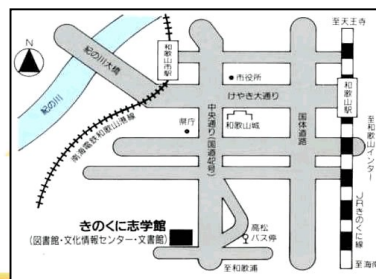 N
紀の川大橋
紀の川
和歌山市駅
南海電鉄和歌山港線
市役所
けやき大通り
県庁
和歌山城
中央通り(国道42号)
国体道路
至天王寺
和歌山駅
至和歌山インター
JRきのくに線
至海南
きのくに志学館
(図書館・文化情報センター・文書館)
高松
バス停
至和歌浦